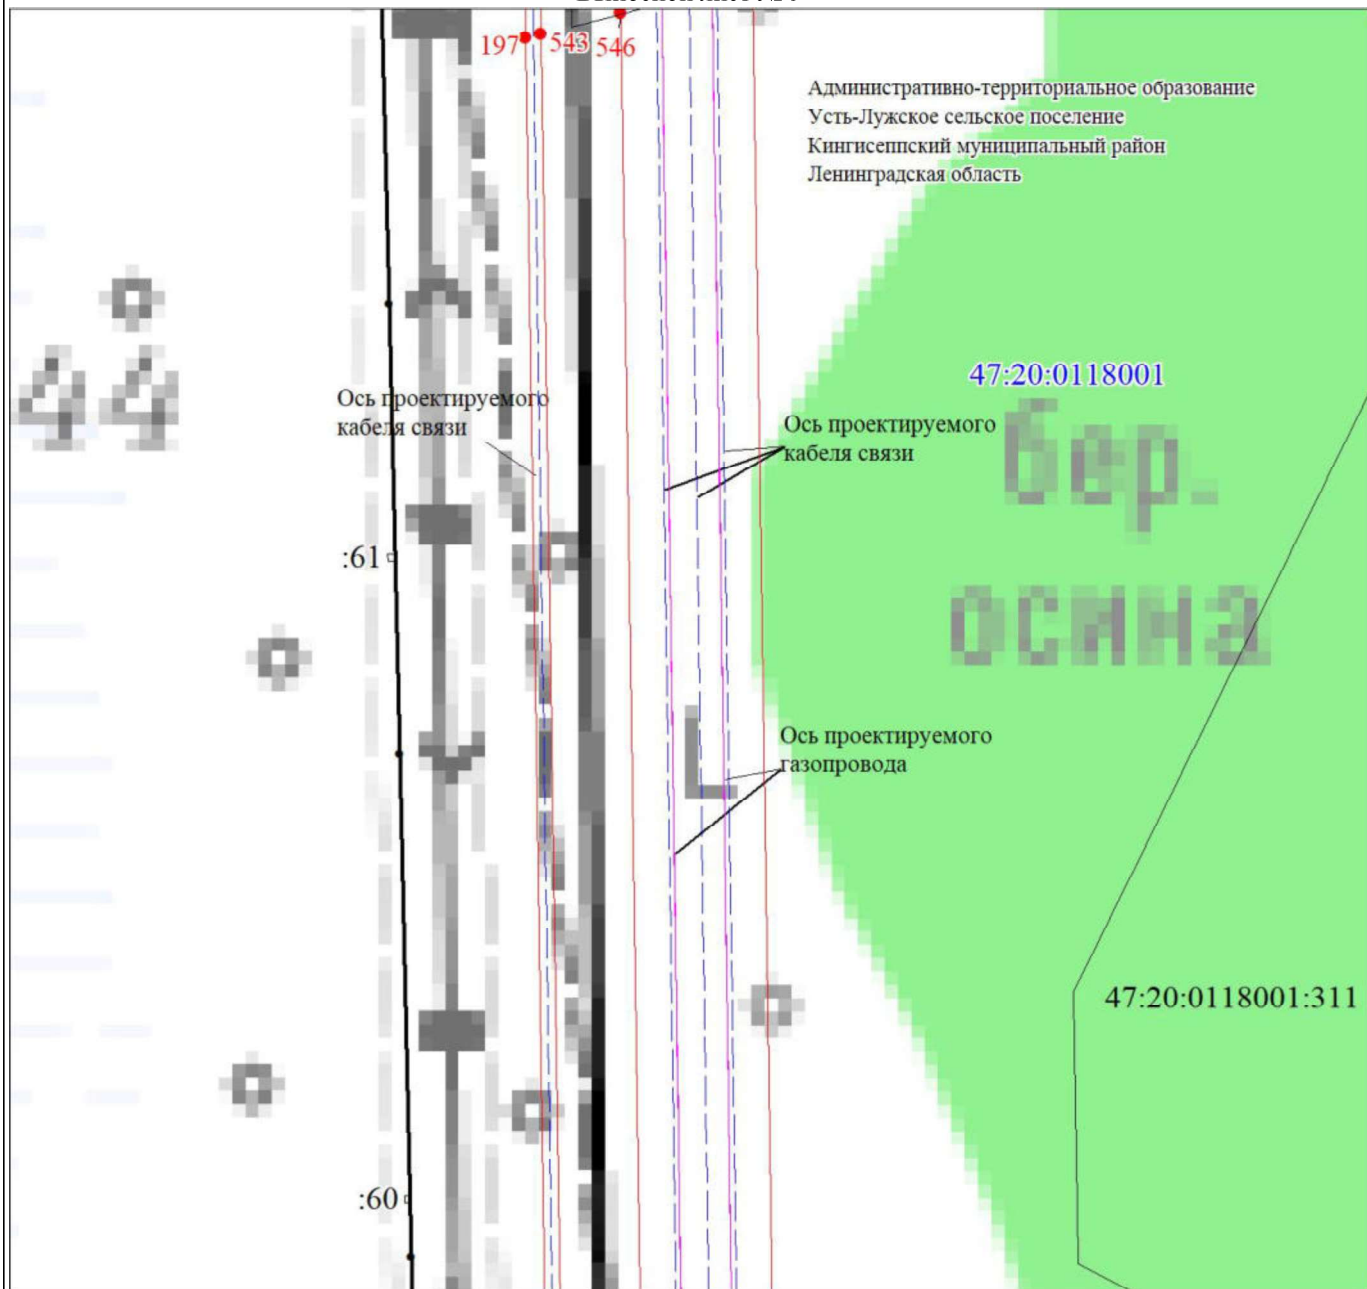 197 543 546
Административно-территориальное образование
Усть-Лужское сельское поселение
Кингисеппский муниципальный район
Ленинградская область
44
47:20:0118001
Ось проектируемого
кабеля связи
Ось проектируемого
кабеля связи
бер.
осина
:61
Ось проектируемого
газопровода
47:20:0118001:311
:60